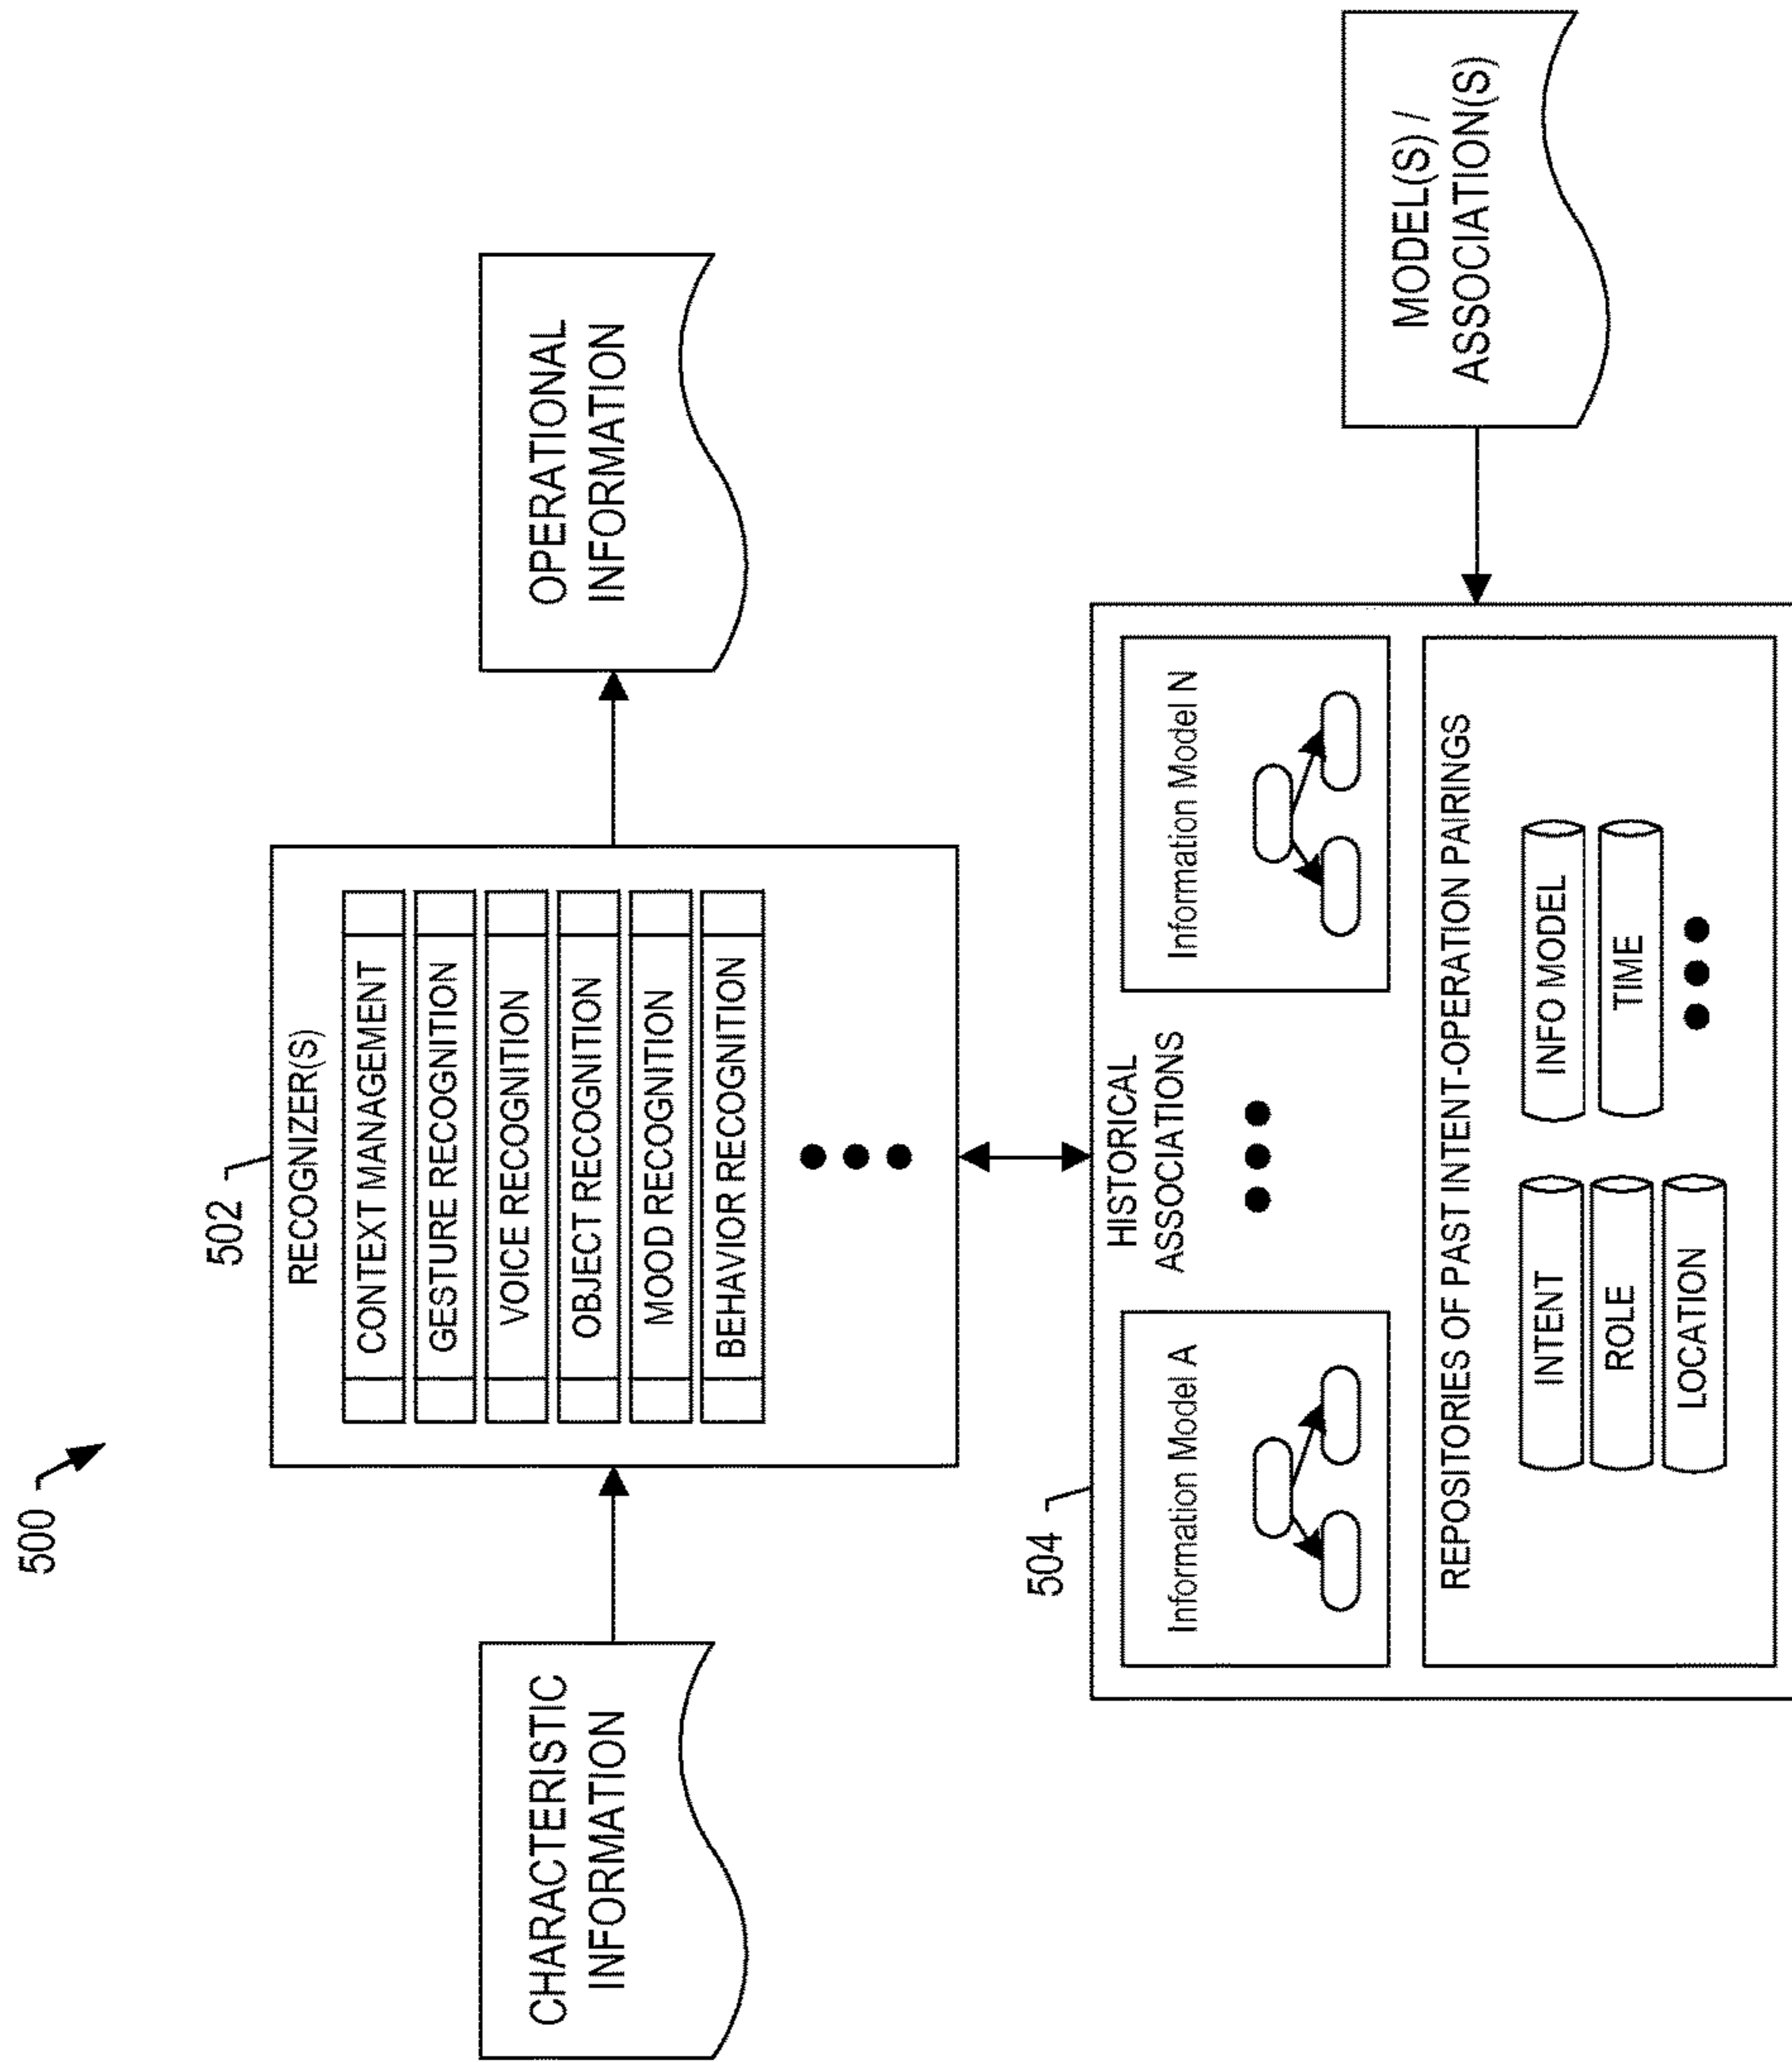 500
502
RECOGNIZER(S)
CONTEXT MANAGEMENT
GESTURE RECOGNITION
VOICE RECOGNITION
OBJECT RECOGNITION
MOOD RECOGNITION
BEHAVIOR RECOGNITION
CHARACTERISTIC
INFORMATION
OPERATIONAL
INFORMATION
504
HISTORICAL
ASSOCIATIONS
Information Model A
Information Model N
REPOSITORIES OF PAST INTENT-OPERATION PAIRINGS
INTENT
ROLE
LOCATION
INFO MODEL
TIME
MODEL(S) /
ASSOCIATION(S)